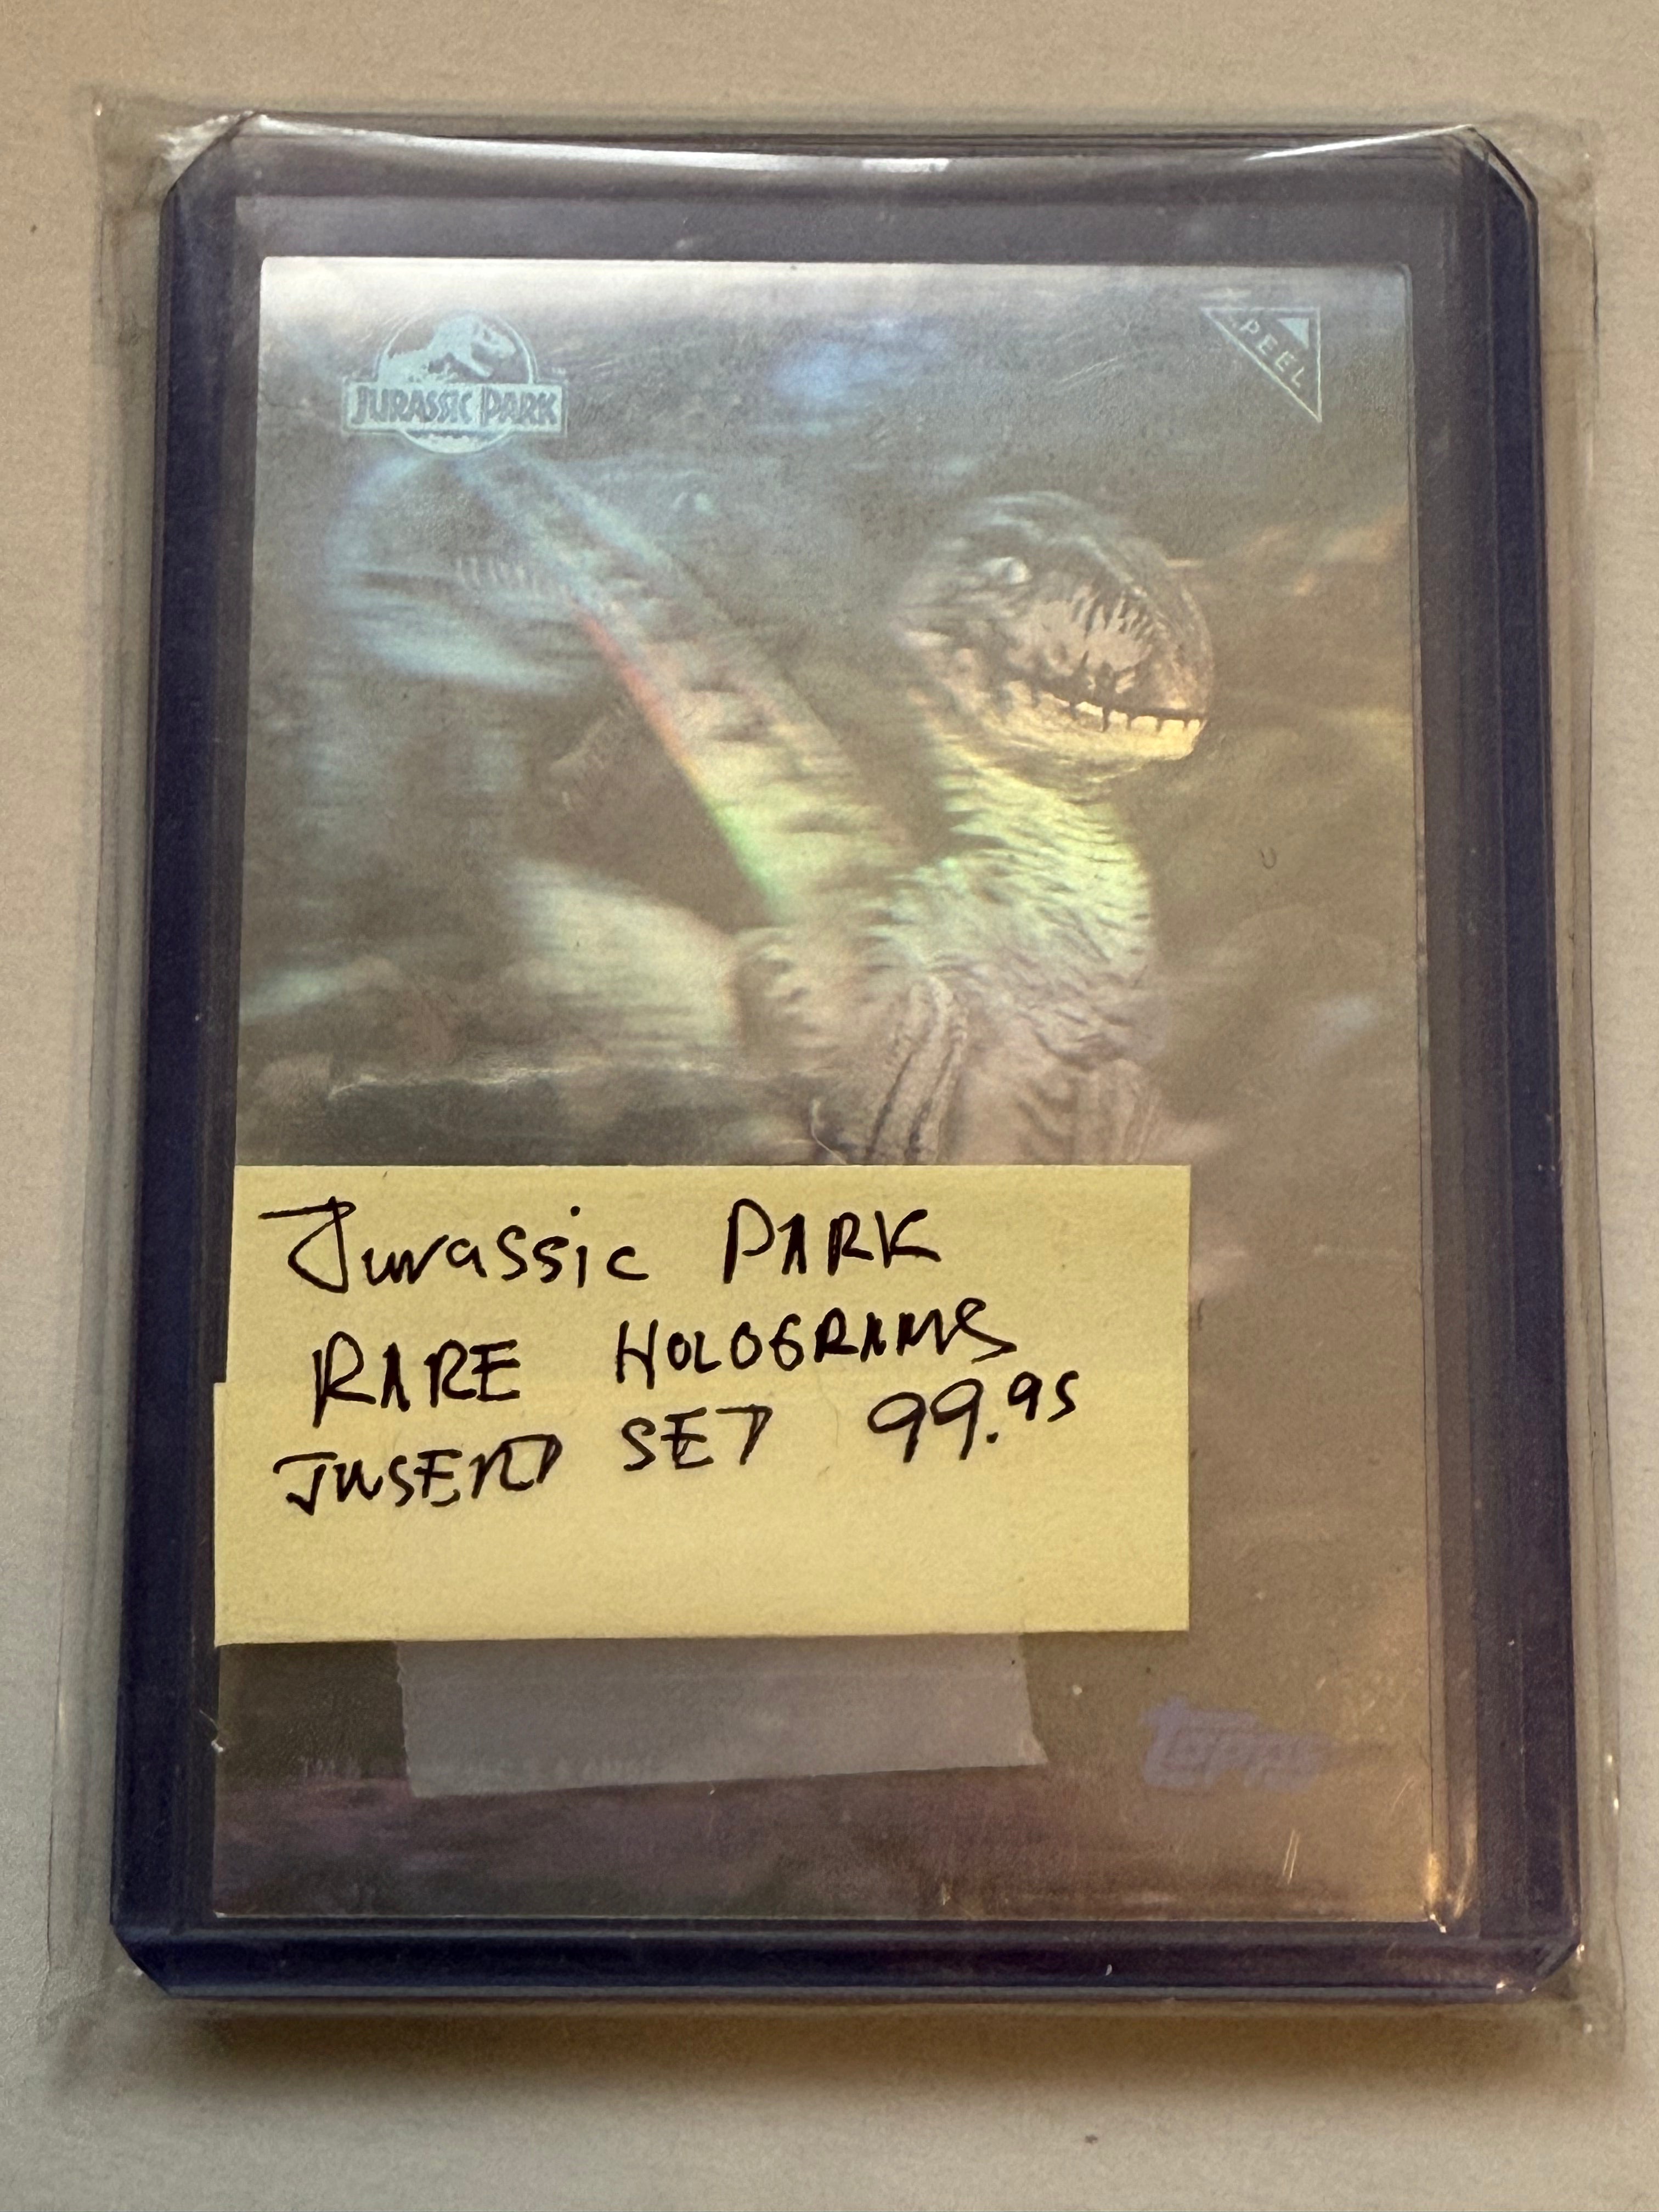 JURASSIC PARK
PEEL
Jurassic PARK
RARE HOLOGRAMS
INSERT SET 99.95
Topps